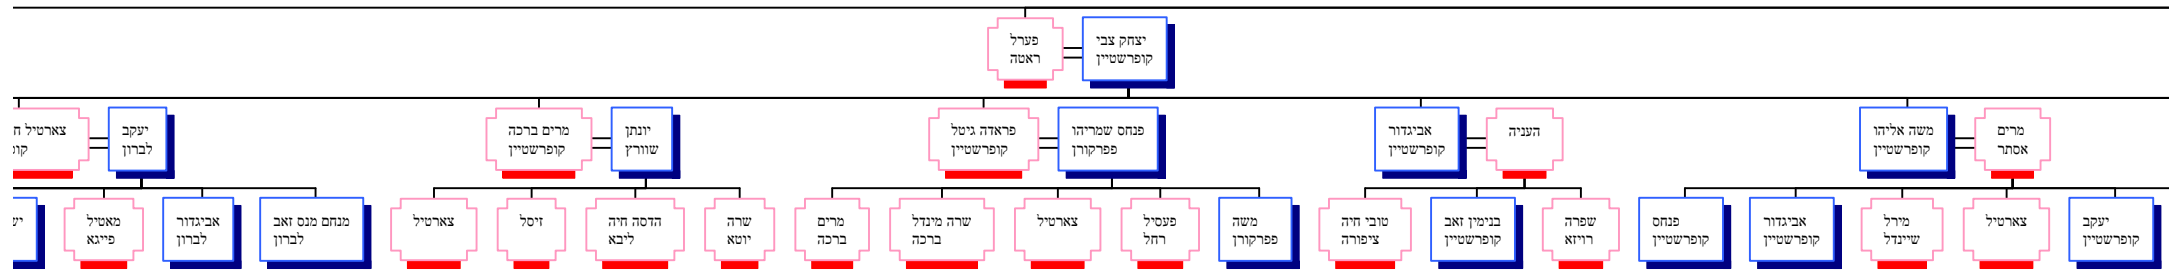 פערל
ראטה
יצחק צבי
קופרשטיין
צארטיל ח
קופ
יעקב
לברון
מרים ברכה
קופרשטיין
יונתן
שוורץ
פראדה גיטל
קופרשטיין
פנחס שמריהו
פפרקורן
אביגדור
קופרשטיין
העניה
משה אליהו
קופרשטיין
מרים
אסתר
יש
מאטיל
פייגא
אביגדור
לברון
מנחם מנס זאב
לברון
צארטיל
זיסל
הדסה חיה
ליבא
שרה
יוטא
מרים
ברכה
שרה מינדל
ברכה
צארטיל
פעסיל
רחל
משה
פפרקורן
טובי חיה
ציפורה
בנימין זאב
קופרשטיין
שפרה
רויזא
פנחס
קופרשטיין
אביגדור
קופרשטיין
מירל
שיינדל
צארטיל
יעקב
קופרשטיין